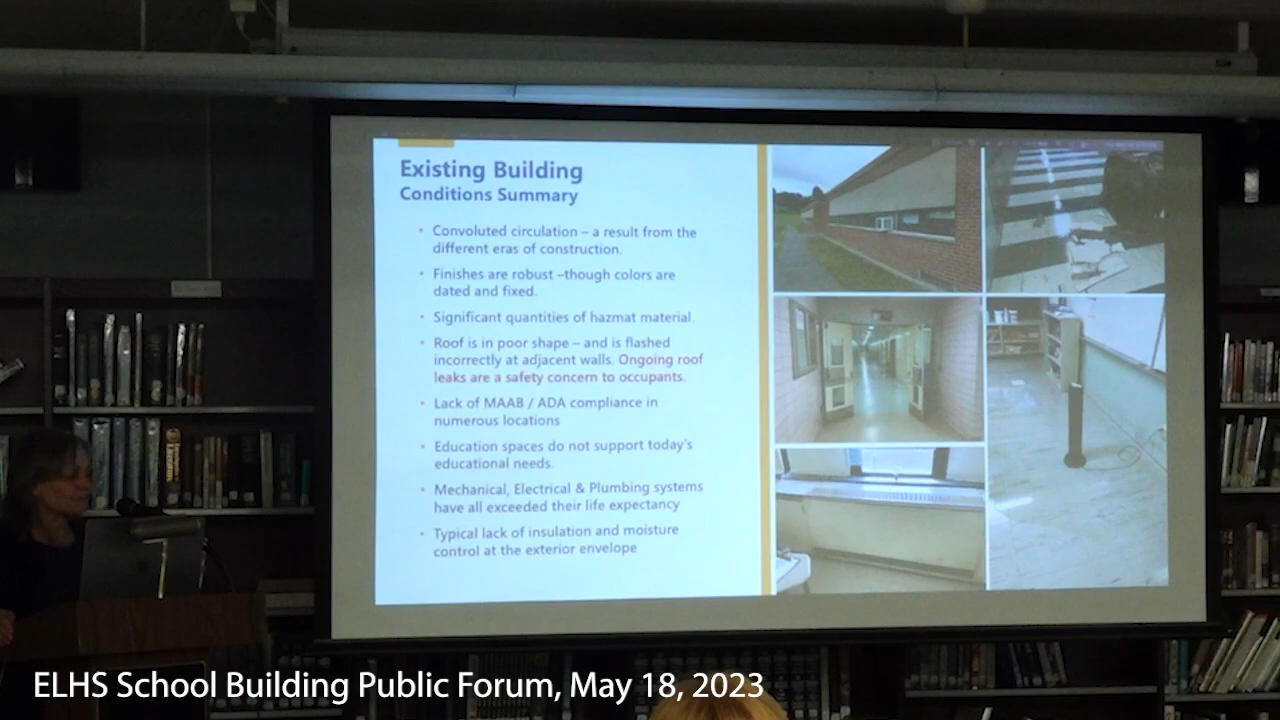 Existing Building
Conditions Summary
• Convoluted circulation – a result from the
different eras of construction.
• Finishes are robust –though colors are
dated and fixed.
• Significant quantities of hazmat material.
• Roof is in poor shape – and is flashed
incorrectly at adjacent walls. Ongoing roof
leaks are a safety concern to occupants.
• Lack of MAAB / ADA compliance in
numerous locations
• Education spaces do not support today's
educational needs.
• Mechanical, Electrical & Plumbing systems
have all exceeded their life expectancy
• Typical lack of insulation and moisture
control at the exterior envelope
ELHS School Building Public Forum, May 18, 2023